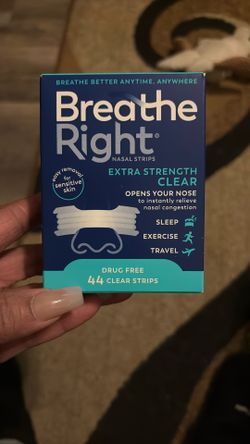 BREATHE BETTER ANYTIME, ANYWHERE
Breathe
Right®
NASAL STRIPS
EXTRA STRENGTH
CLEAR
easy removal
for
sensitive
skin
OPENS YOUR NOSE
to instantly relieve
nasal congestion
SLEEP
EXERCISE
TRAVEL
DRUG FREE
44 CLEAR STRIPS